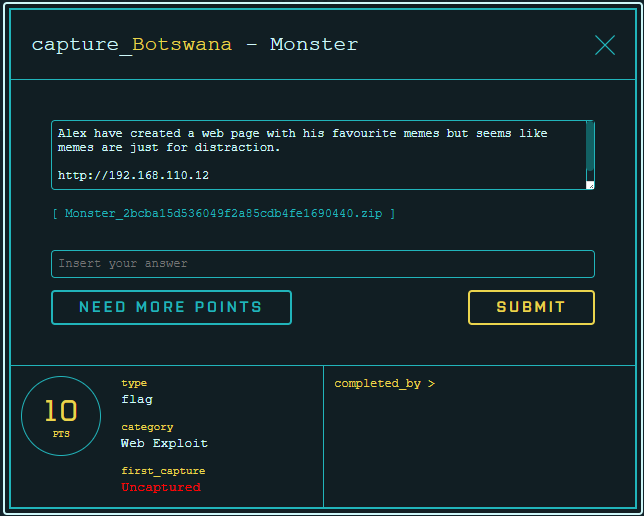 capture_Botswana - Monster
Alex have created a web page with his favourite memes but seems like
memes are just for distraction.
http://192.168.110.12
[ Monster_2bcba15d536049f2a85cdb4fe1690440.zip ]
Insert your answer
NEED MORE POINTS
SUBMIT
10
PTS
type
flag
category
Web Exploit
first_capture
Uncaptured
completed_by >